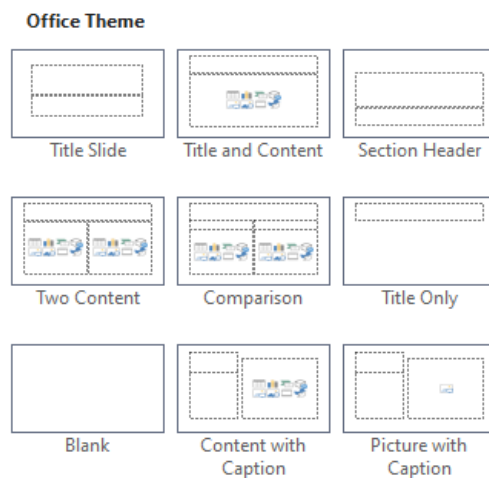 Office Theme
Title Slide
Title and Content
Section Header
Two Content
Comparison
Title Only
Blank
Content with
Caption
Picture with
Caption